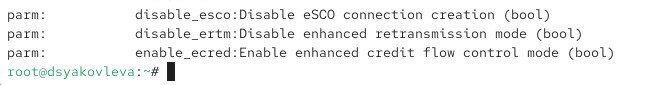 parm:           disable_esco:Disable eSCO connection creation (bool)
parm:           disable_ertm:Disable enhanced retransmission mode (bool)
parm:           enable_ecred:Enable enhanced credit flow control mode (bool)
root@dsyakovleva:~#